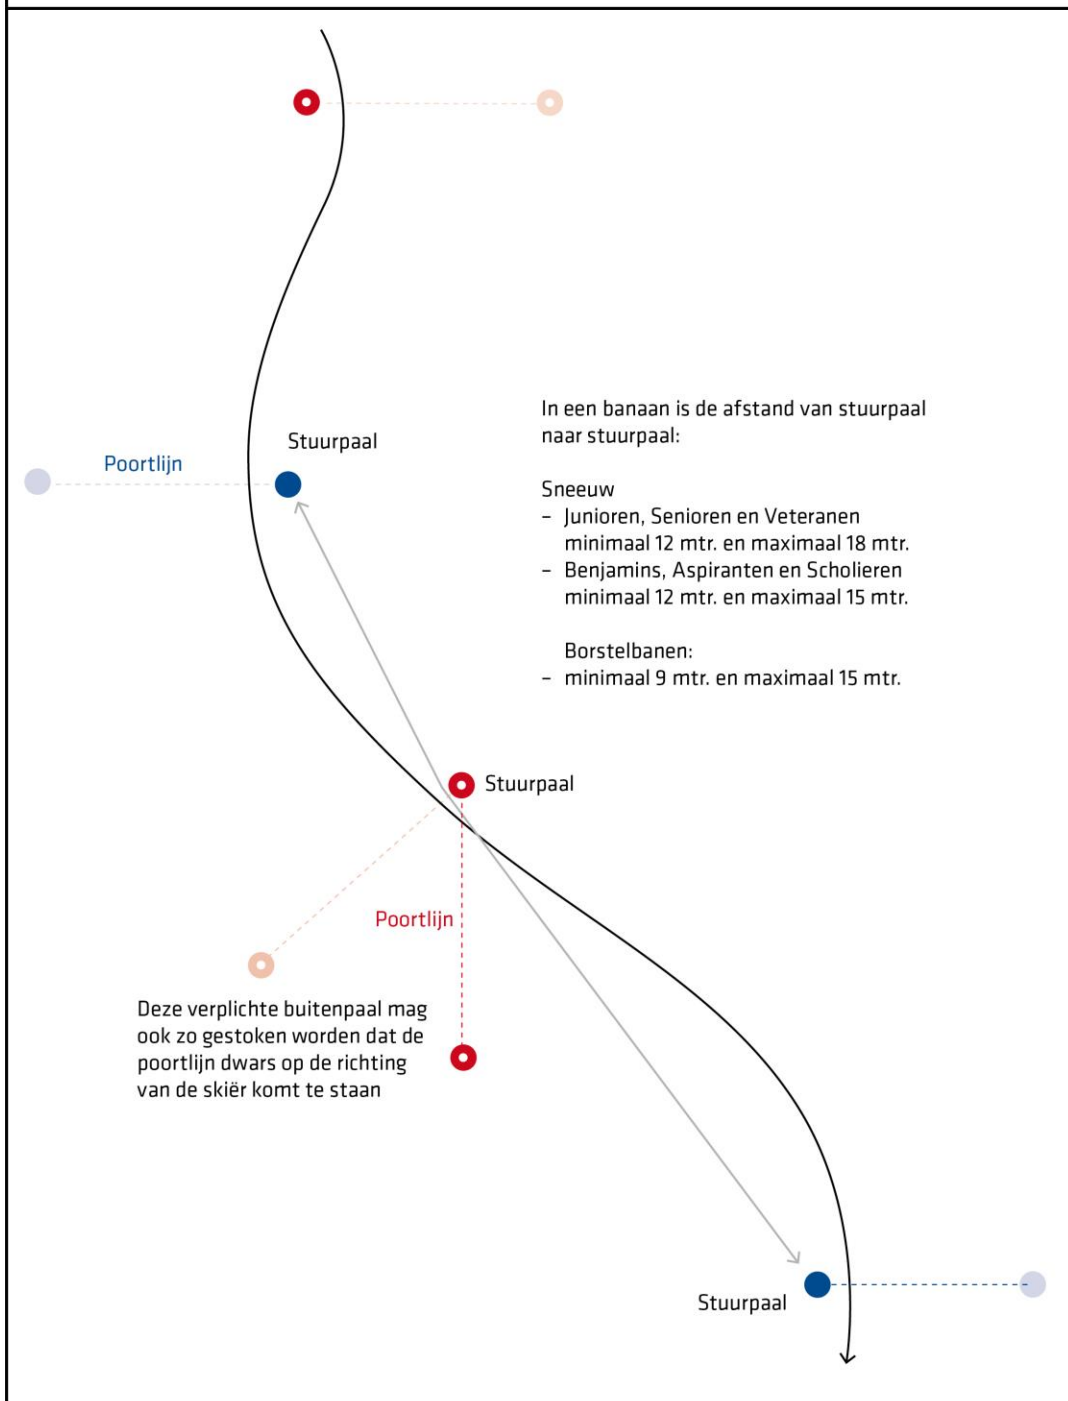 In een banaan is de afstand van stuurpaal
naar stuurpaal:
Stuurpaal
Poortlijn
Sneeuw
– Junioren, Senioren en Veteranen
minimaal 12 mtr. en maximaal 18 mtr.
– Benjamins, Aspiranten en Scholieren
minimaal 12 mtr. en maximaal 15 mtr.
Borstelbanen:
– minimaal 9 mtr. en maximaal 15 mtr.
Stuurpaal
Poortlijn
Deze verplichte buitenpaal mag
ook zo gestoken worden dat de
poortlijn dwars op de richting
van de skiër komt te staan
Stuurpaal